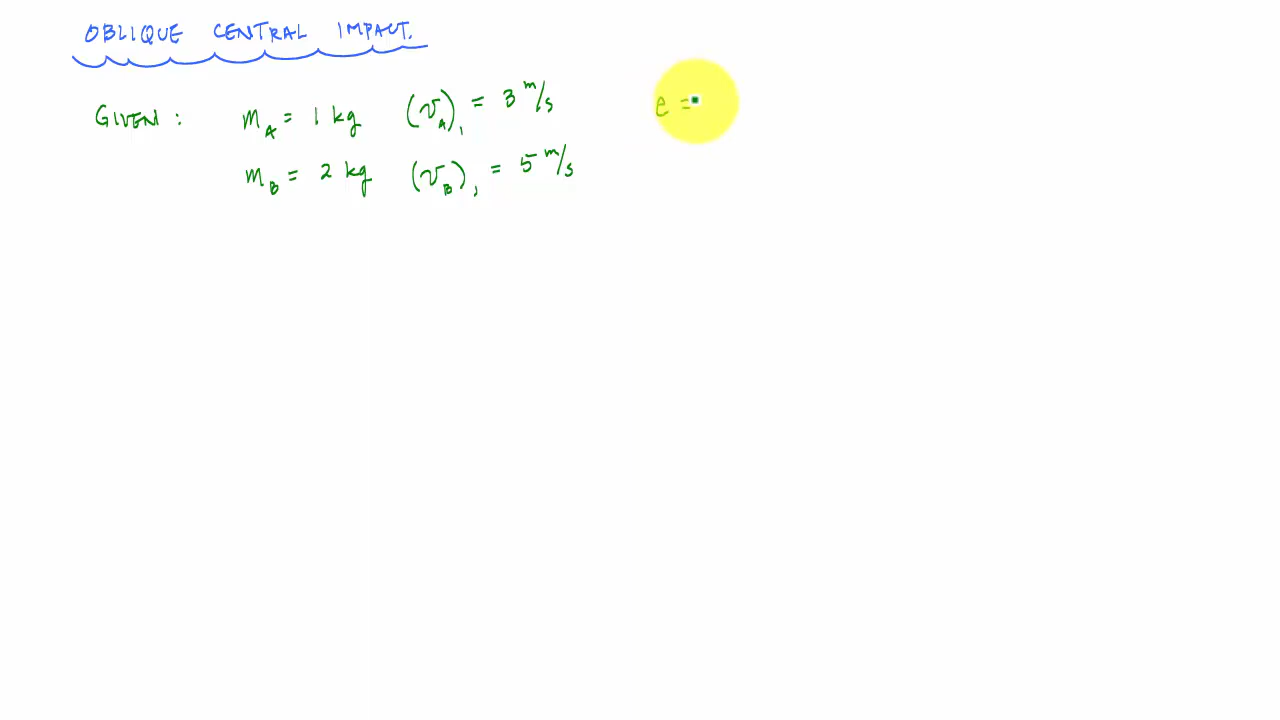 OBLIQUE CENTRAL IMPACT.
GIVEN : m_A = 1 kg (v_A)_1 = 3 m/s e =
m_B = 2 kg (v_B)_1 = 5 m/s